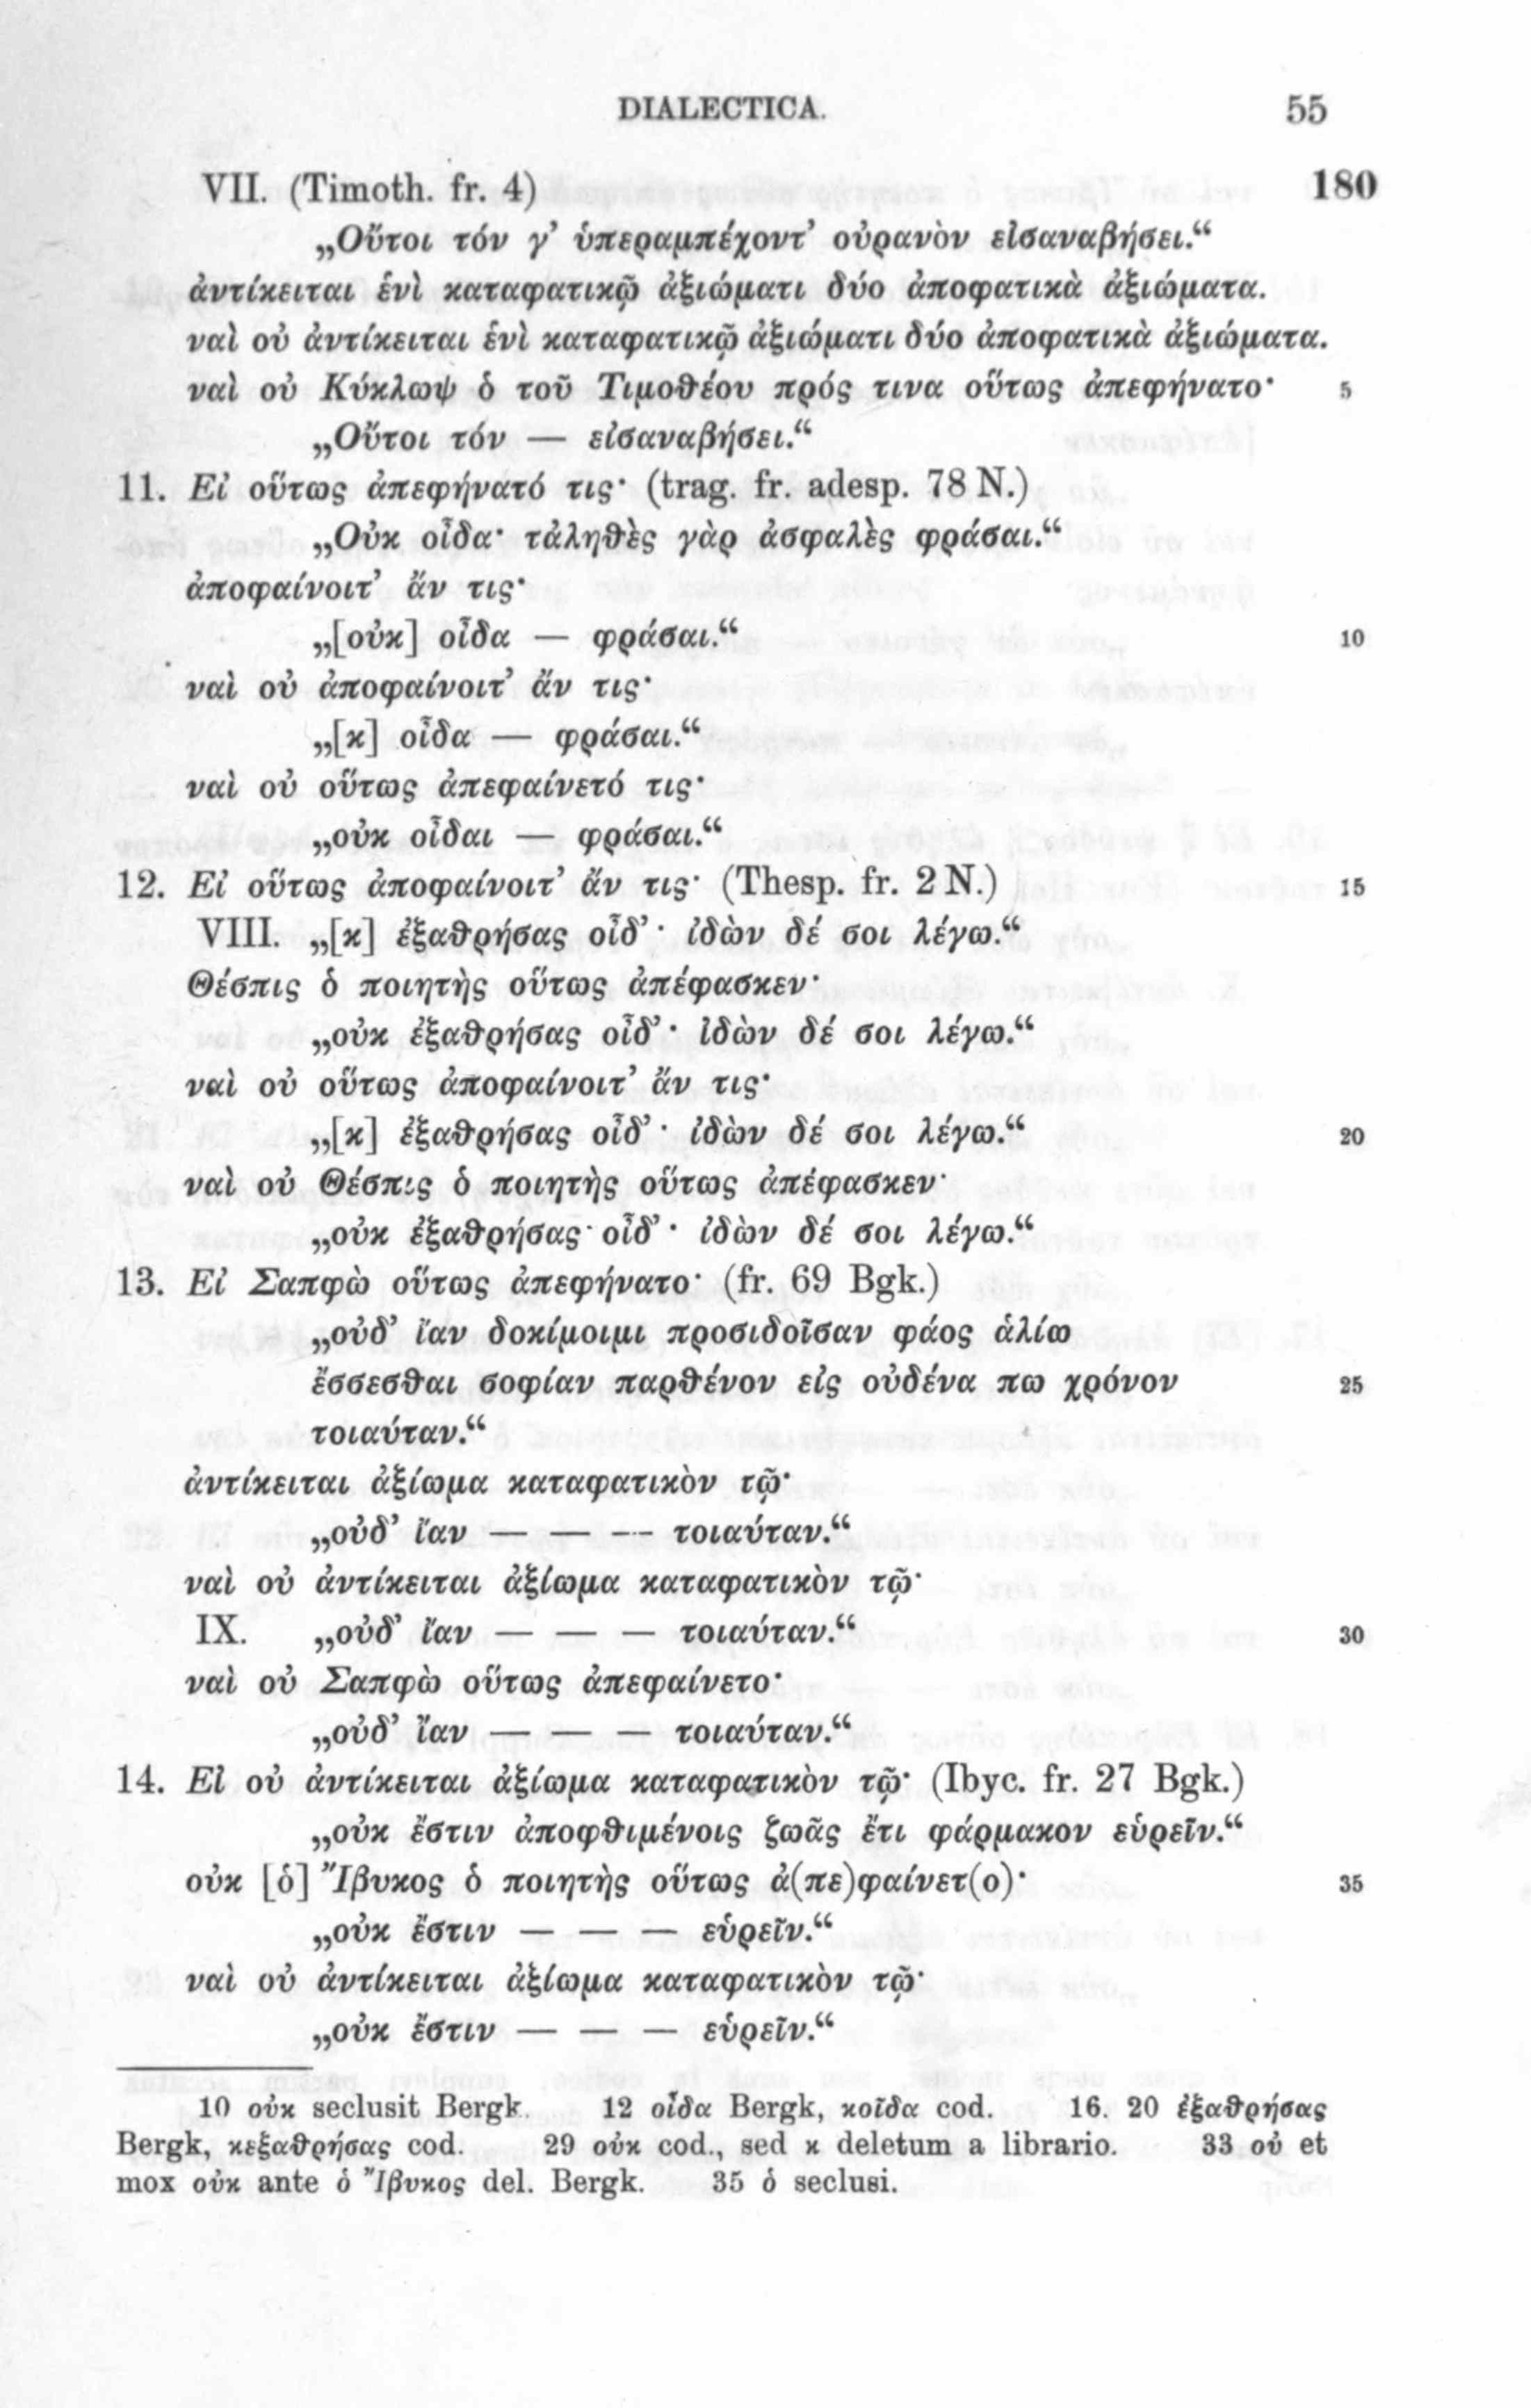 DIALECTICA. 55
VII. (Timoth. fr. 4) 180
„Οὔτοι τόν γ’ ὑπεραμπέχοντ’ οὐρανὸν εἰσαναβήσει.“
ἀντίκειται ἑνὶ καταφατικῷ ἀξιώματι δύο ἀποφατικὰ ἀξιώματα.
ναὶ οὐ ἀντίκειται ἑνὶ καταφατικῷ ἀξιώματι δύο ἀποφατικὰ ἀξιώματα.
ναὶ οὐ Κύκλωψ ὁ τοῦ Τιμοθέου πρός τινα οὕτως ἀπεφήνατο· 5
„Οὔτοι τόν — εἰσαναβήσει.“
11. Εἰ οὕτως ἀπεφήνατό τις· (trag. fr. adesp. 78 N.)
„Οὐκ οἶδα· τἀληθὲς γὰρ ἀσφαλὲς φράσαι.“
ἀποφαίνοιτ’ ἄν τις·
„[οὐκ] οἶδα — φράσαι.“ 10
ναὶ οὐ ἀποφαίνοιτ’ ἄν τις·
„[κ] οἶδα — φράσαι.“
ναὶ οὐ οὕτως ἀπεφαίνετό τις·
„οὐκ οἶδαι — φράσαι.“
12. Εἰ οὕτως ἀποφαίνοιτ’ ἄν τις· (Thesp. fr. 2 N.) 15
VIII. „[κ] ἐξαθρήσας οἶδ’· ἰδὼν δέ σοι λέγω.“
Θέσπις ὁ ποιητὴς οὕτως ἀπέφασκεν·
„οὐκ ἐξαθρήσας οἶδ’· ἰδὼν δέ σοι λέγω.“
ναὶ οὐ οὕτως ἀποφαίνοιτ’ ἄν τις·
„[κ] ἐξαθρήσας οἶδ’· ἰδὼν δέ σοι λέγω.“ 20
ναὶ οὐ Θέσπις ὁ ποιητὴς οὕτως ἀπέφασκεν·
„οὐκ ἐξαθρήσας οἶδ’· ἰδὼν δέ σοι λέγω.“
13. Εἰ Σαπφὼ οὕτως ἀπεφήνατο· (fr. 69 Bgk.)
„οὐδ’ ἴαν δοκίμοιμι προσιδοῖσαν φάος ἁλίω
ἔσσεσθαι σοφίαν παρθένον εἰς οὐδένα πω χρόνον 25
τοιαύταν.“
ἀντίκειται ἀξίωμα καταφατικὸν τῷ·
„οὐδ’ ἴαν — — — τοιαύταν.“
ναὶ οὐ ἀντίκειται ἀξίωμα καταφατικὸν τῷ·
IX. „οὐδ’ ἴαν — — — τοιαύταν.“ 30
ναὶ οὐ Σαπφὼ οὕτως ἀπεφαίνετο·
„οὐδ’ ἴαν — — — τοιαύταν.“
14. Εἰ οὐ ἀντίκειται ἀξίωμα καταφατικὸν τῷ· (Ibyc. fr. 27 Bgk.)
„οὐκ ἔστιν ἀποφθιμένοις ζωᾶς ἔτι φάρμακον εὑρεῖν.“
οὐκ [ὁ] Ἴβυκος ὁ ποιητὴς οὕτως ἀ(πε)φαίνετ(ο)· 35
„οὐκ ἔστιν — — — εὑρεῖν.“
ναὶ οὐ ἀντίκειται ἀξίωμα καταφατικὸν τῷ·
„οὐκ ἔστιν — — — εὑρεῖν.“
10 οὐκ seclusit Bergk. 12 οἶδα Bergk, κοῖδα cod. 16. 20 ἐξαθρήσας
Bergk, κεξαθρήσας cod. 29 οὐκ cod., sed κ deletum a librario. 33 οὐ et
mox οὐκ ante ὁ Ἴβυκος del. Bergk. 35 ὁ seclusi.